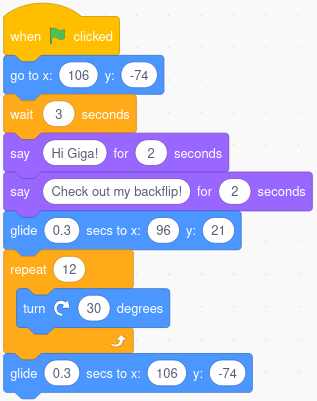 when clicked
go to x: 106 y: -74
wait 3 seconds
say Hi Giga! for 2 seconds
say Check out my backflip! for 2 seconds
glide 0.3 secs to x: 96 y: 21
repeat 12
turn 30 degrees
glide 0.3 secs to x: 106 y: -74